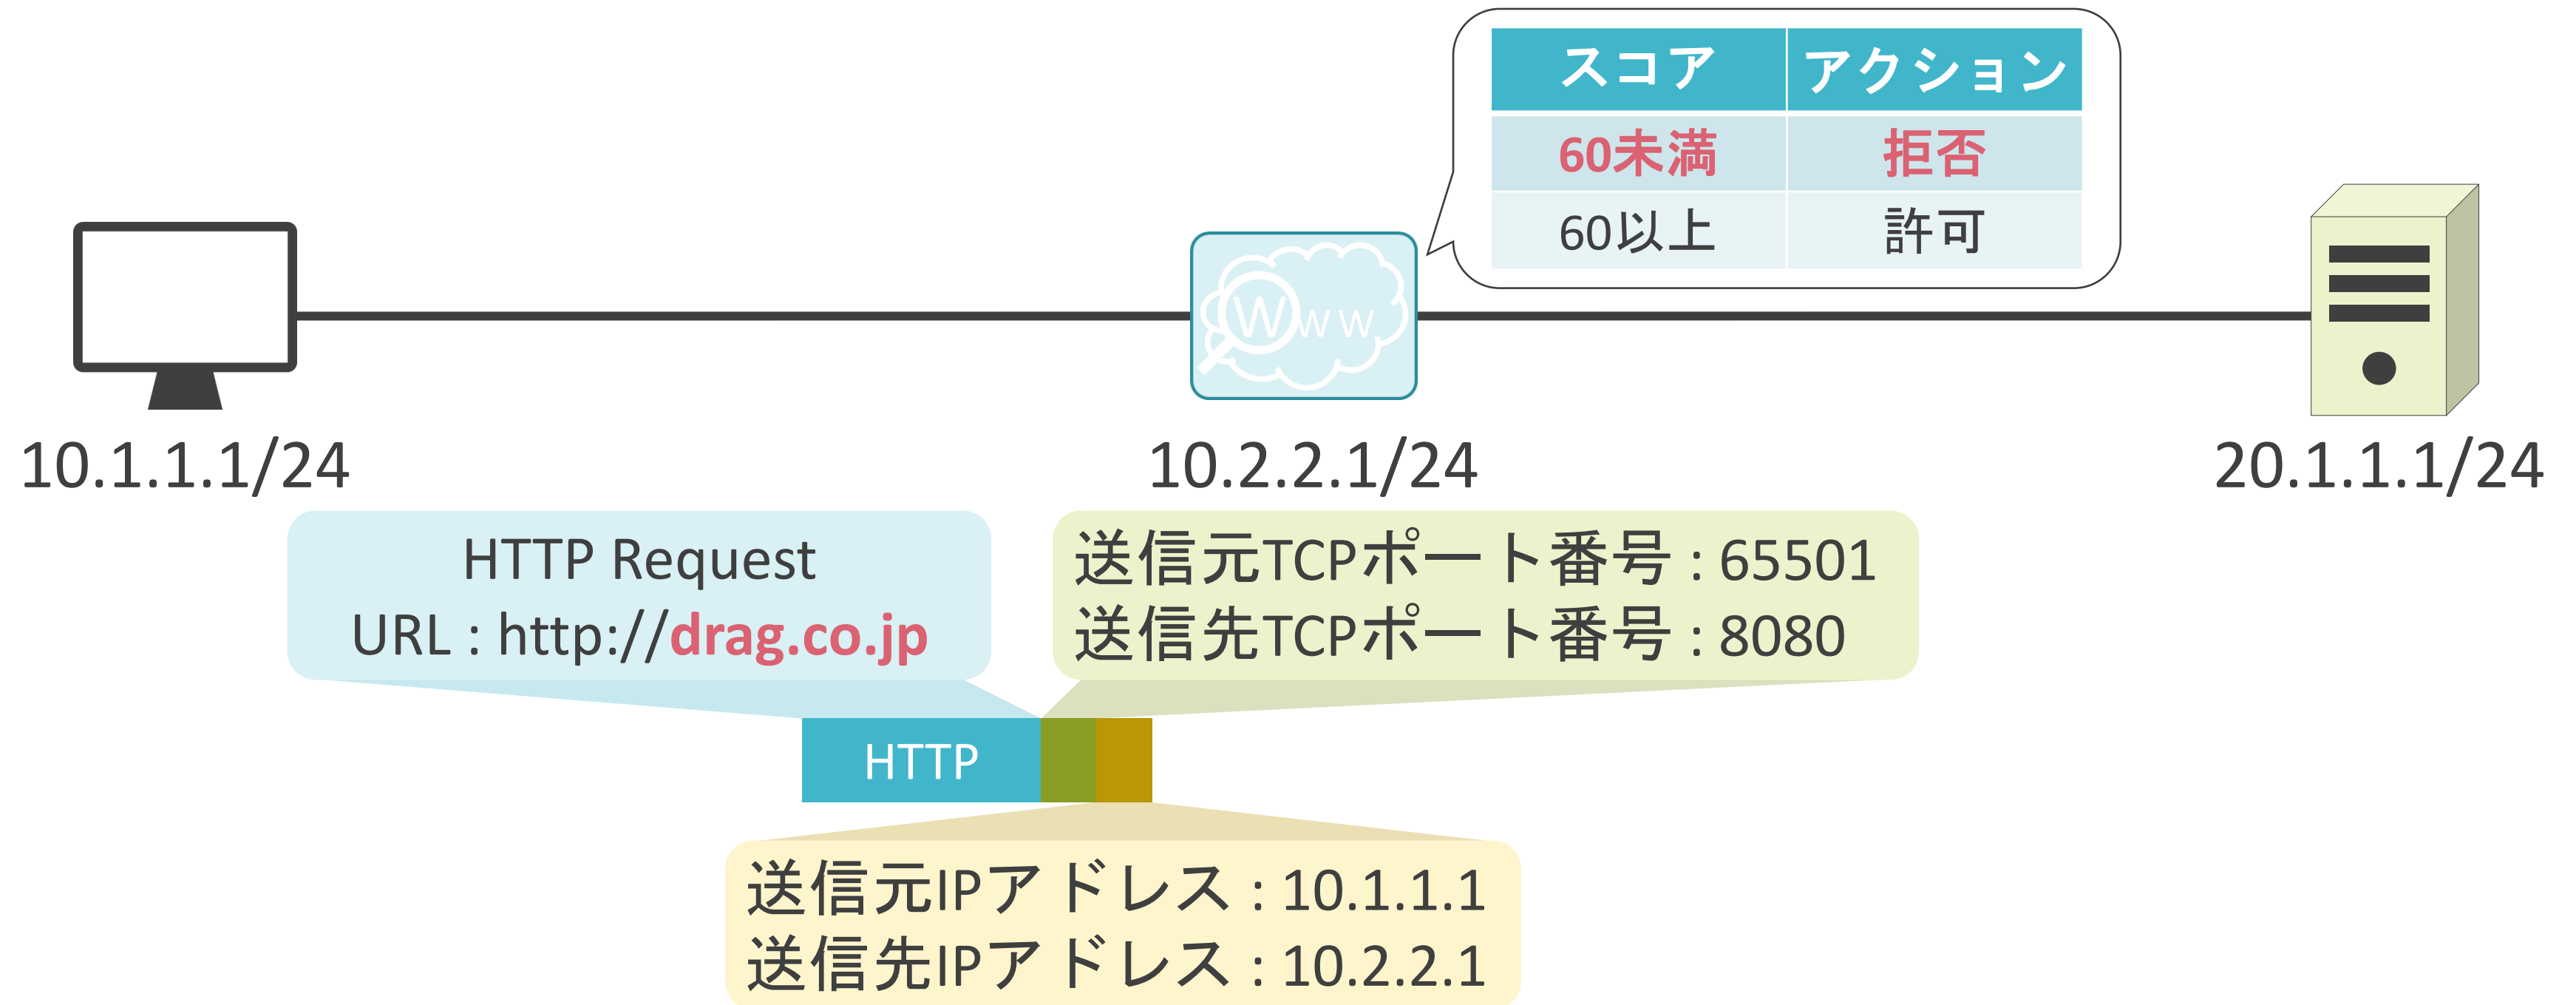 スコア アクション
60未満 拒否
60以上 許可
W W W
10.1.1.1/24
10.2.2.1/24
20.1.1.1/24
HTTP Request
URL : http://drag.co.jp
送信元TCPポート番号 : 65501
送信先TCPポート番号 : 8080
HTTP
送信元IPアドレス : 10.1.1.1
送信先IPアドレス : 10.2.2.1